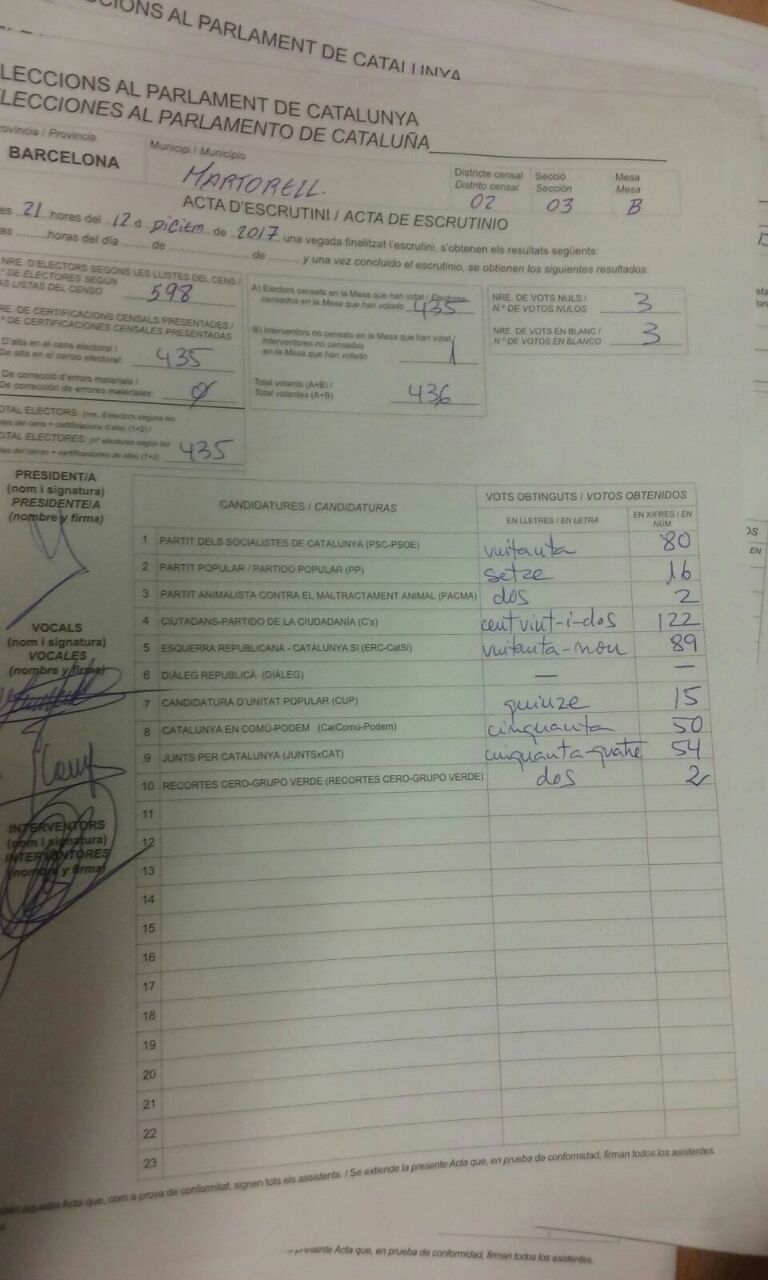 CIONS AL PARLAMENT DE CATALUNYA
LECCIONS AL PARLAMENT DE CATALUNYA
LECCIONES AL PARLAMENTO DE CATALUÑA
rovíncia / Provincia
BARCELONA
Municipi / Municipio
MARTORELL.
Districte censal
Distrito censal
02
Secció
Sección
03
Mesa
Mesa
B
ACTA D'ESCRUTINI / ACTA DE ESCRUTINIO
es 21 hores del 12 d DICIEM de 2017 una vegada finalitzat l'escrutini, s'obtenen els resultats següents:
as ......... horas del día ...... de ........................ de ........ y una vez concluido el escrutinio, se obtienen los siguientes resultados:
NRE. D'ELECTORS SEGONS LES LLISTES DEL CENS /
º DE ELECTORES SEGÚN
AS LISTAS DEL CENSO
598
RE. DE CERTIFICACIONS CENSALS PRESENTADES /
º DE CERTIFICACIONES CENSALES PRESENTADAS
D'alta en el cens electoral /
De alta en el censo electoral:
435
De correcció d'errors materials /
De corrección de errores materiales:
0
OTAL ELECTORS: (nre. d'electors segons les
es del cens + certificacions d'alta) (1+2) /
OTAL ELECTORES: (nº electores según las
tas del censo + certificaciones de alta) (1+2)
435
A) Electors censats en la Mesa que han votat / Electores
censados en la Mesa que han votado
435
B) Interventors no censats en la Mesa que han votat /
Interventores no censados
en la Mesa que han votado
1
Total votants (A+B) /
Total votantes (A+B)
436
NRE. DE VOTS NULS /
N.º DE VOTOS NULOS
3
NRE. DE VOTS EN BLANC /
N.º DE VOTOS EN BLANCO
3
PRESIDENT/A
(nom i signatura)
PRESIDENTE/A
(nombre y firma)
VOCALS
(nom i signatura)
VOCALES
(nombre y firma)
INTERVENTORS
(nom i signatura)
INTERVENTORES
(nombre y firma)
CANDIDATURES / CANDIDATURAS
VOTS OBTINGUTS / VOTOS OBTENIDOS
EN LLETRES / EN LETRA
EN XIFRES / EN NÚM
1 PARTIT DELS SOCIALISTES DE CATALUNYA (PSC-PSOE) vuitanta 80
2 PARTIT POPULAR / PARTIDO POPULAR (PP) setze 16
3 PARTIT ANIMALISTA CONTRA EL MALTRACTAMENT ANIMAL (PACMA) dos 2
4 CIUTADANS-PARTIDO DE LA CIUDADANÍA (C's) cent vint-i-dos 122
5 ESQUERRA REPUBLICANA - CATALUNYA SI (ERC-CatSí) vuitanta-nou 89
6 DIÀLEG REPUBLICÀ (DIÀLEG) — —
7 CANDIDATURA D'UNITAT POPULAR (CUP) quinze 15
8 CATALUNYA EN COMÚ-PODEM (CatComú-Podem) cinquanta 50
9 JUNTS PER CATALUNYA (JUNTSxCAT) cinquanta-quatre 54
10 RECORTES CERO-GRUPO VERDE (RECORTES CERO-GRUPO VERDE) dos 2
11
12
13
14
15
16
17
18
19
20
21
22
23
aquesta Acta que, com a prova de conformitat, signen tots els assistents. / Se extiende la presente Acta que, en prueba de conformidad, firman todos los asistentes.
presente Acta que, en prueba de conformidad, firman todos los asistentes.